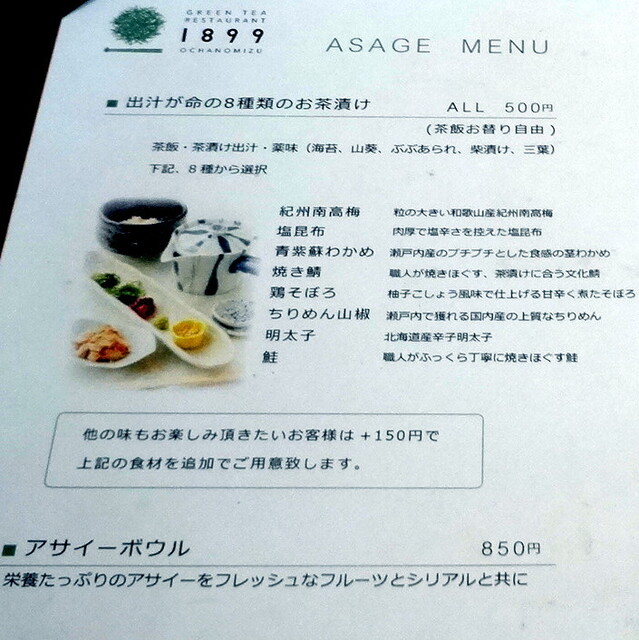 GREEN TEA
RESTAURANT
1899
OCHANOMIZU
ASAGE MENU
■ 出汁が命の8種類のお茶漬け ALL 500円
(茶飯お替り自由)
茶飯・茶漬け出汁・薬味（海苔、山葵、ぶぶあられ、柴漬け、三葉）
下記、8種から選択
紀州南高梅 粒の大きい和歌山産紀州南高梅
塩昆布 肉厚で塩辛さを控えた塩昆布
青紫蘇わかめ 瀬戸内産のプチプチとした食感の茎わかめ
焼き鯖 職人が焼きほぐす、茶漬けに合う文化鯖
鶏そぼろ 柚子こしょう風味で仕上げる甘辛く煮たそぼろ
ちりめん山椒 瀬戸内で獲れる国内産の上質なちりめん
明太子 北海道産辛子明太子
鮭 職人がふっくら丁寧に焼きほぐす鮭
他の味もお楽しみ頂きたいお客様は+150円で
上記の食材を追加でご用意致します。
■ アサイーボウル 850円
栄養たっぷりのアサイーをフレッシュなフルーツとシリアルと共に